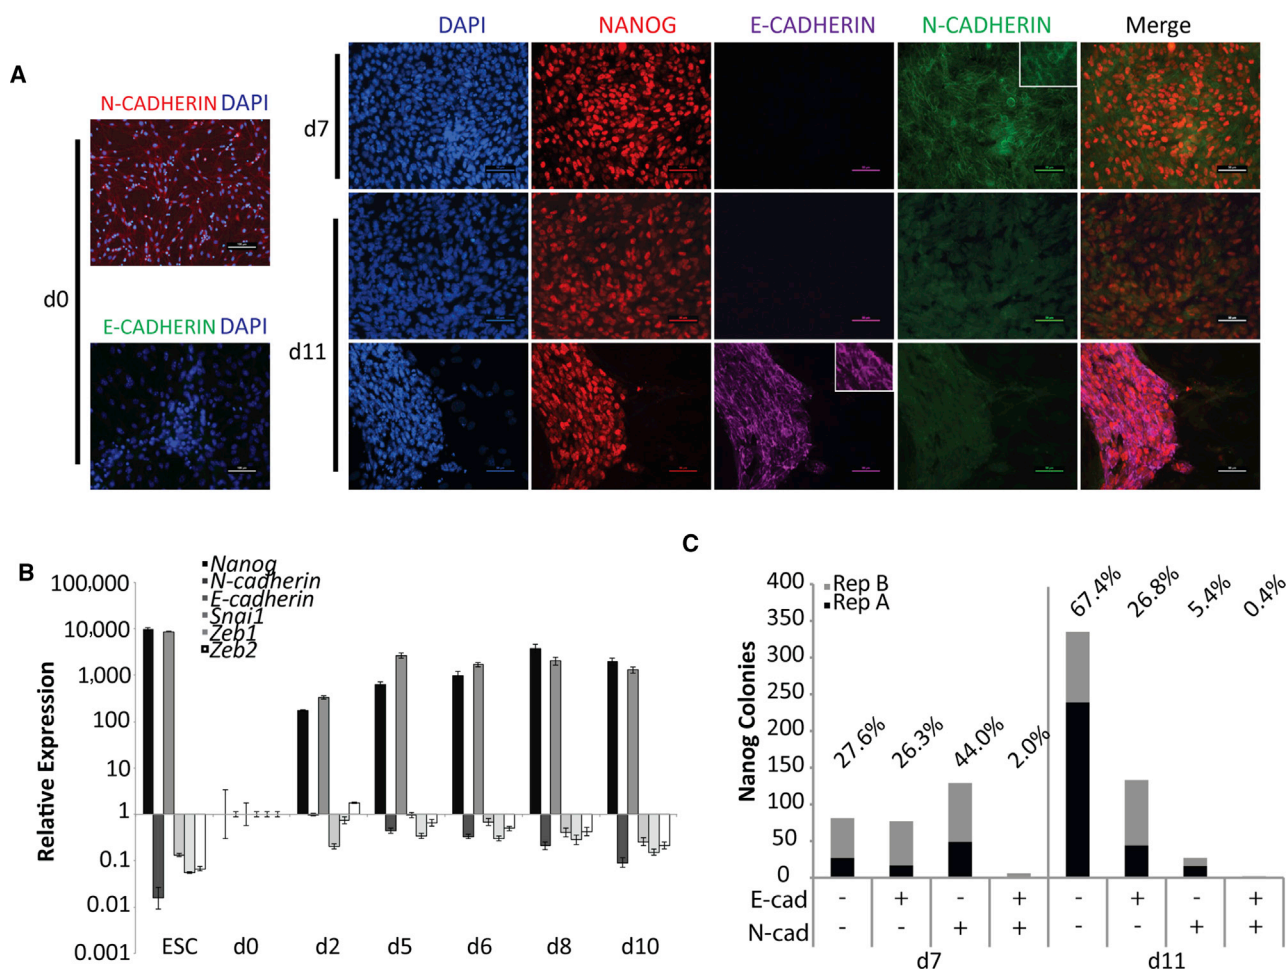 A
DAPI NANOG E-CADHERIN N-CADHERIN Merge
N-CADHERIN DAPI
d7
d0
E-CADHERIN DAPI
d11
B
Nanog
N-cadherin
E-cadherin
Snai1
Zeb1
Zeb2
Relative Expression
100,000
10,000
1,000
100
10
1
0.1
0.01
0.001
ESC d0 d2 d5 d6 d8 d10
C
Rep B
Rep A
Nanog Colonies
400
350
300
250
200
150
100
50
0
27.6% 26.3% 44.0% 2.0% 67.4% 26.8% 5.4% 0.4%
E-cad - + - + - + - +
N-cad - - + + - - + +
d7 d11